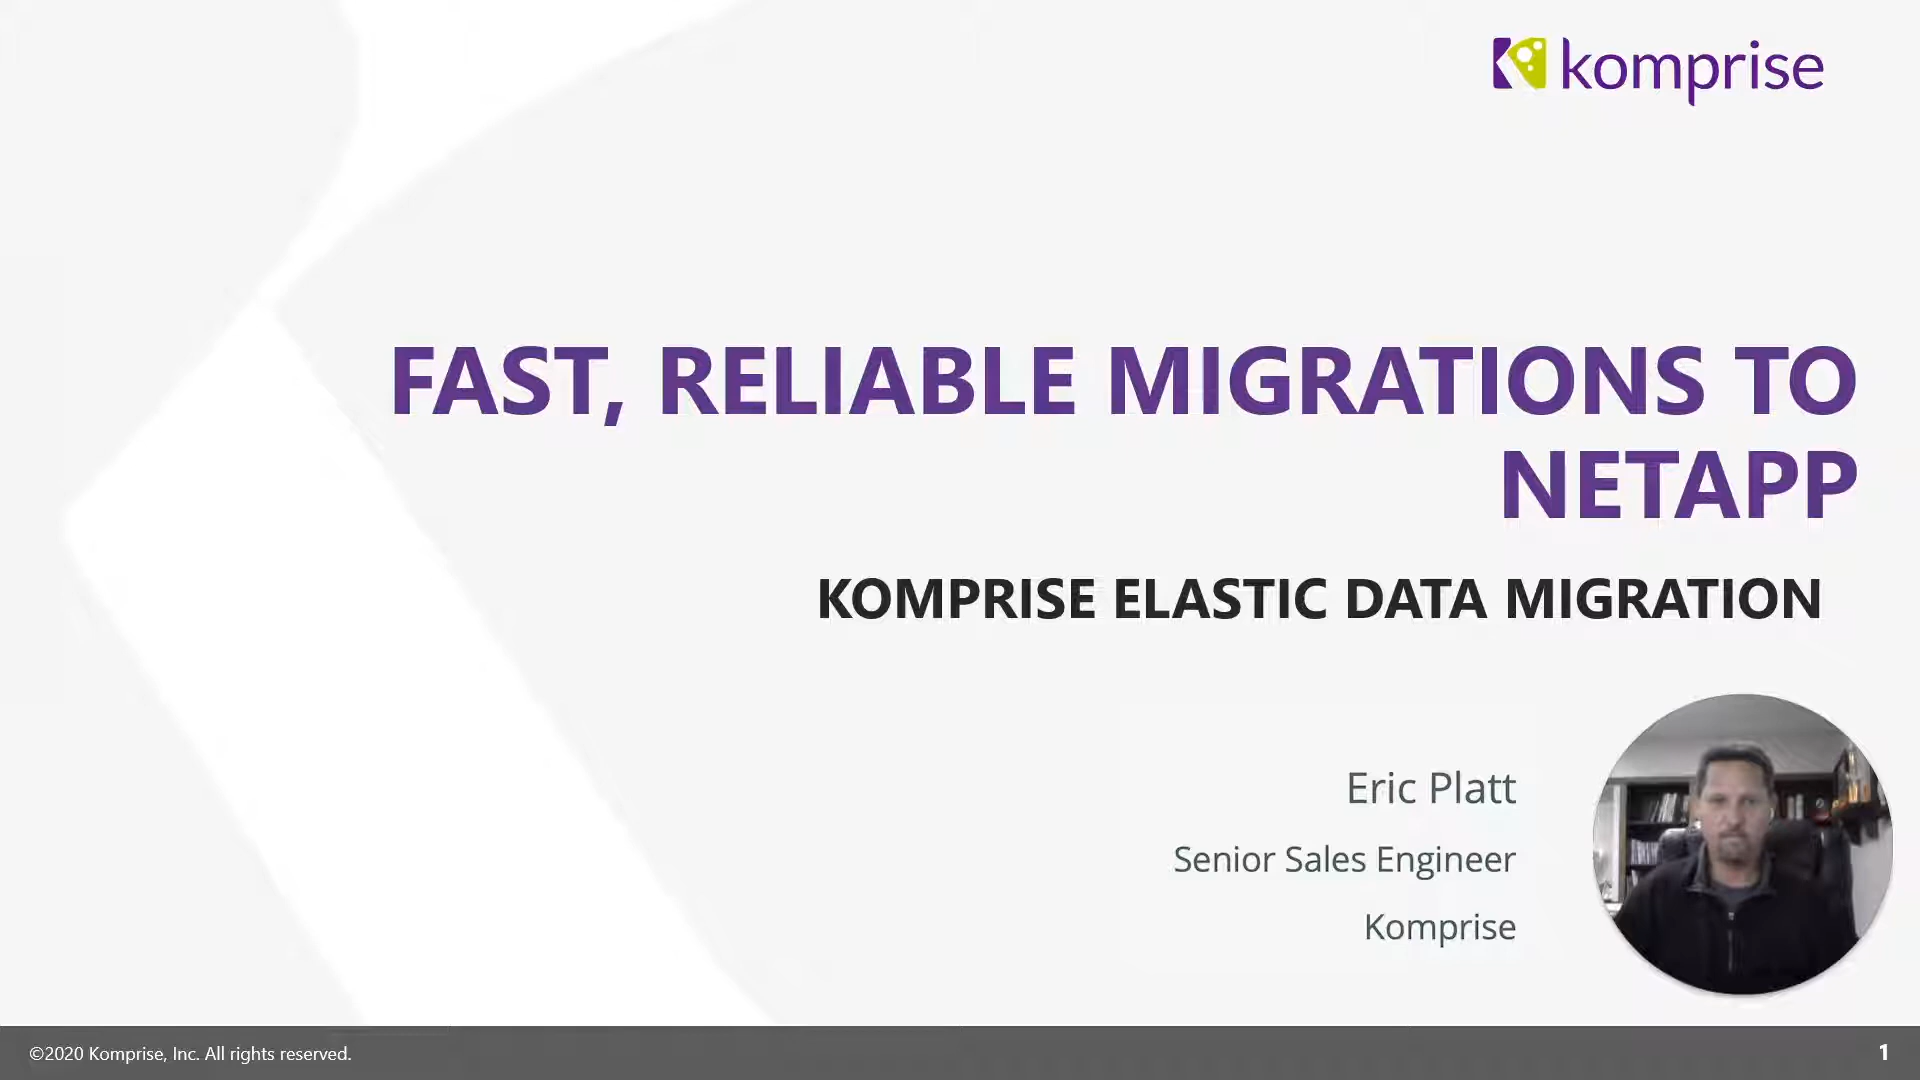 komprise
FAST, RELIABLE MIGRATIONS TO
NETAPP
KOMPRISE ELASTIC DATA MIGRATION
Eric Platt
Senior Sales Engineer
Komprise
©2020 Komprise, Inc. All rights reserved.
1